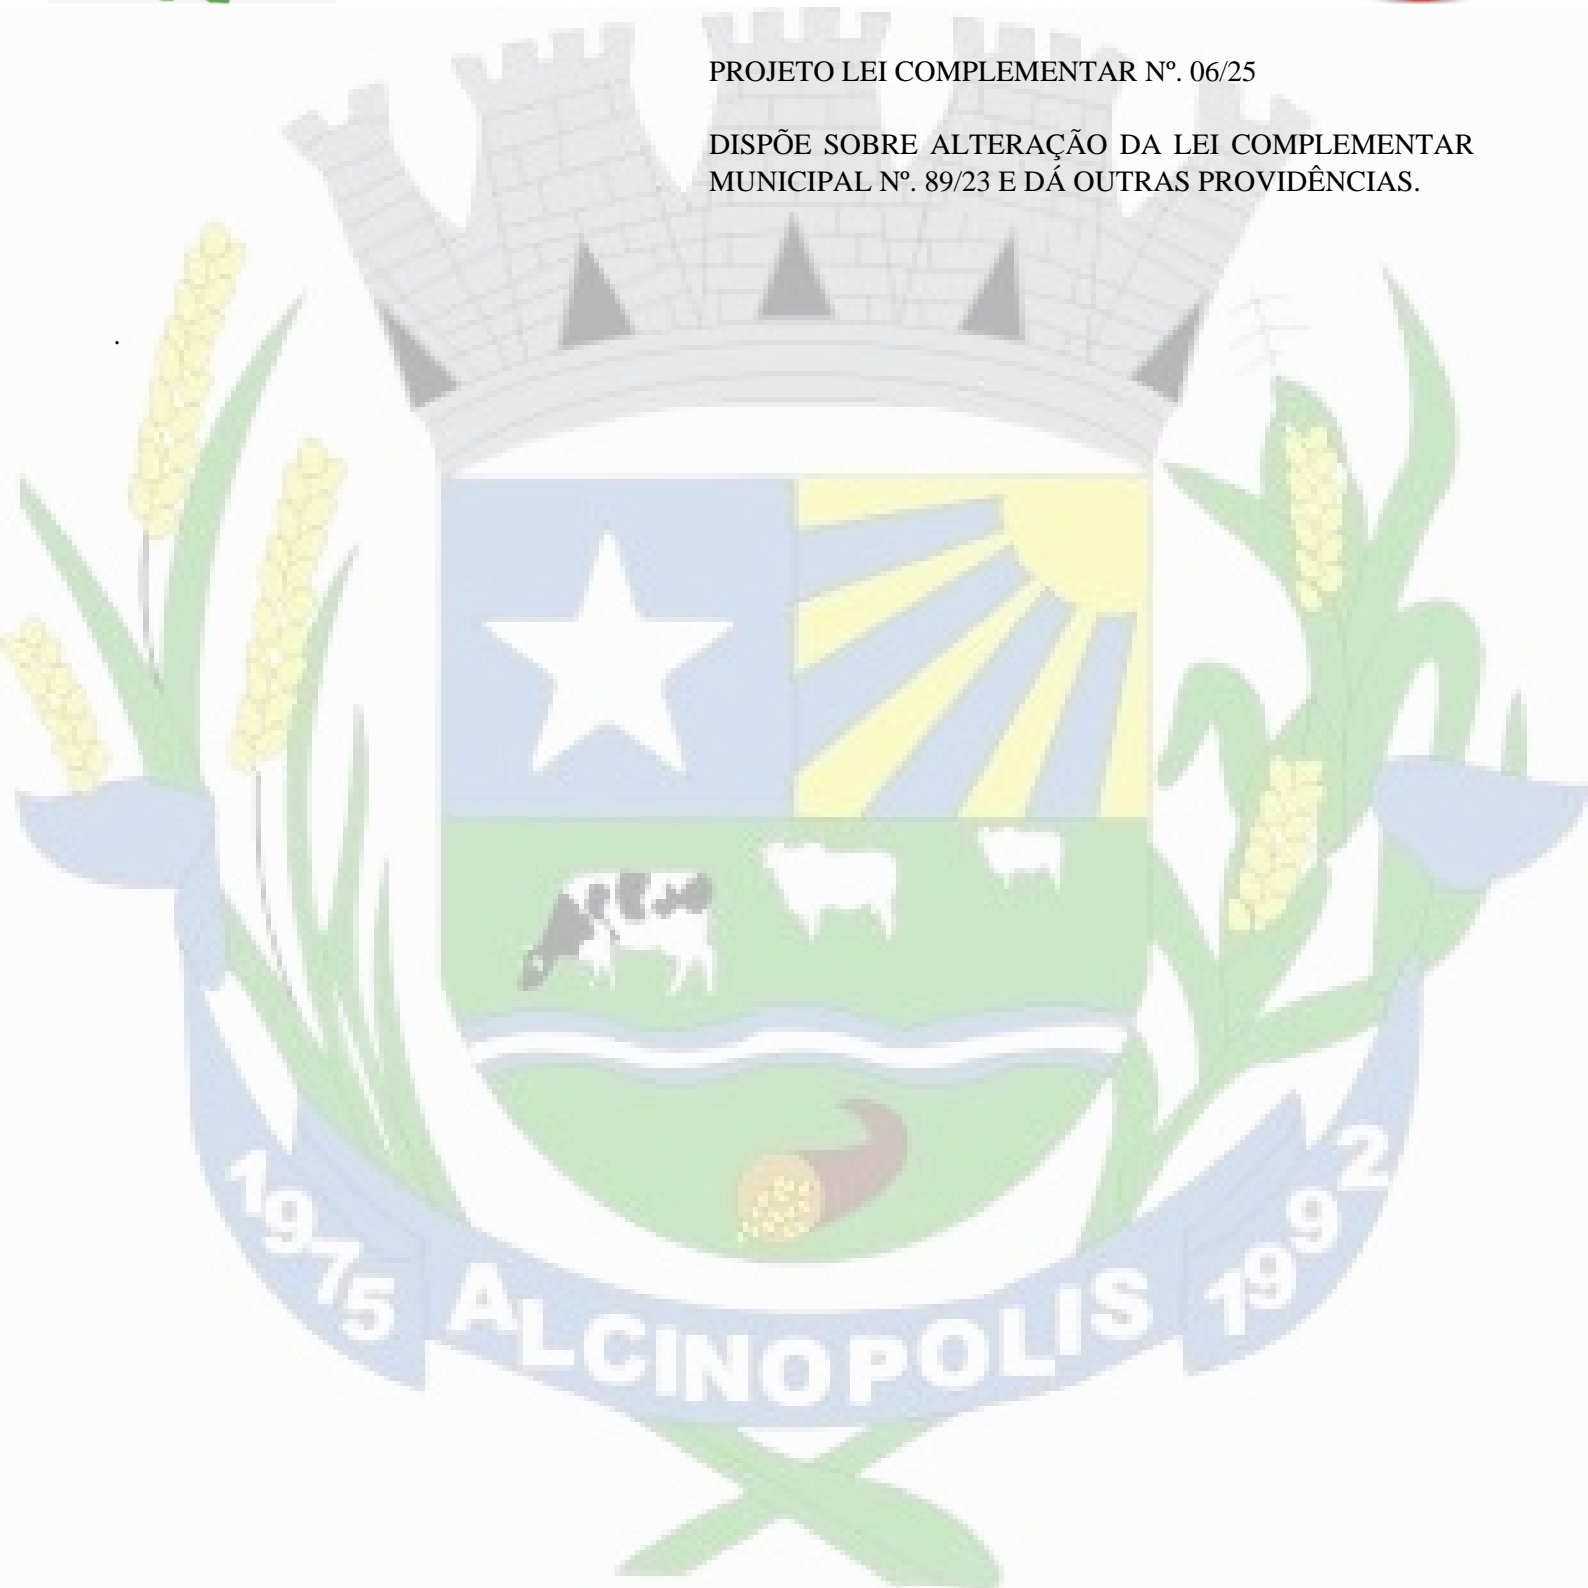 PROJETO LEI COMPLEMENTAR Nº. 06/25
DISPÕE SOBRE ALTERAÇÃO DA LEI COMPLEMENTAR
MUNICIPAL Nº. 89/23 E DÁ OUTRAS PROVIDÊNCIAS.
.
1975 ALCINOPOLIS 1992